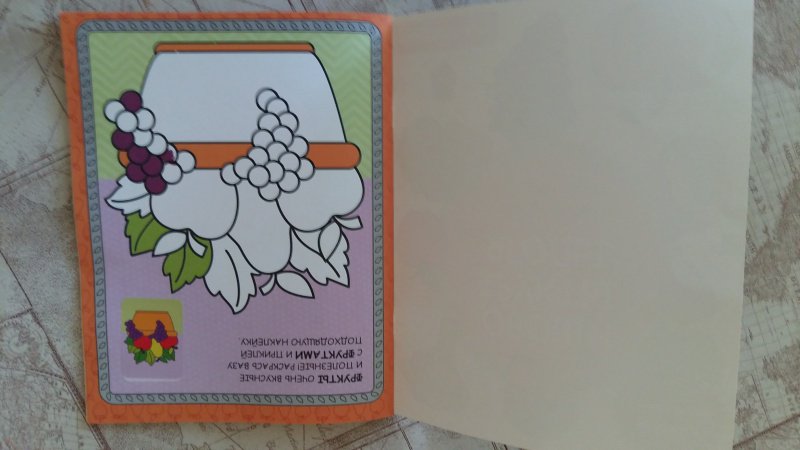 ФРУКТЫ ОЧЕНЬ ВКУСНЫЕ
И ПОЛЕЗНЫЕ! РАСКРАСЬ ВАЗУ
С ФРУКТАМИ И ПРИКЛЕЙ
ПОДХОДЯЩУЮ НАКЛЕЙКУ.